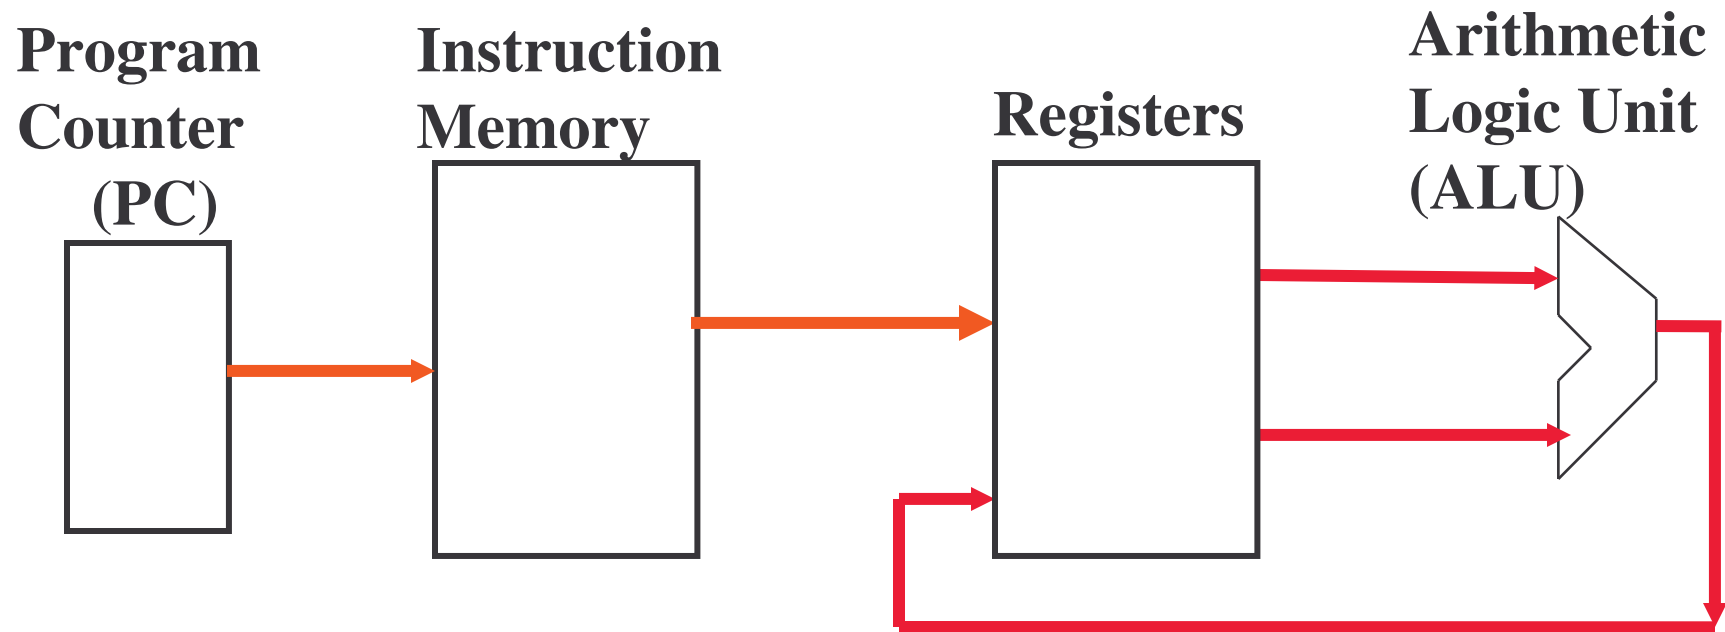 Program
Counter
(PC)
Instruction
Memory
Registers
Arithmetic
Logic Unit
(ALU)